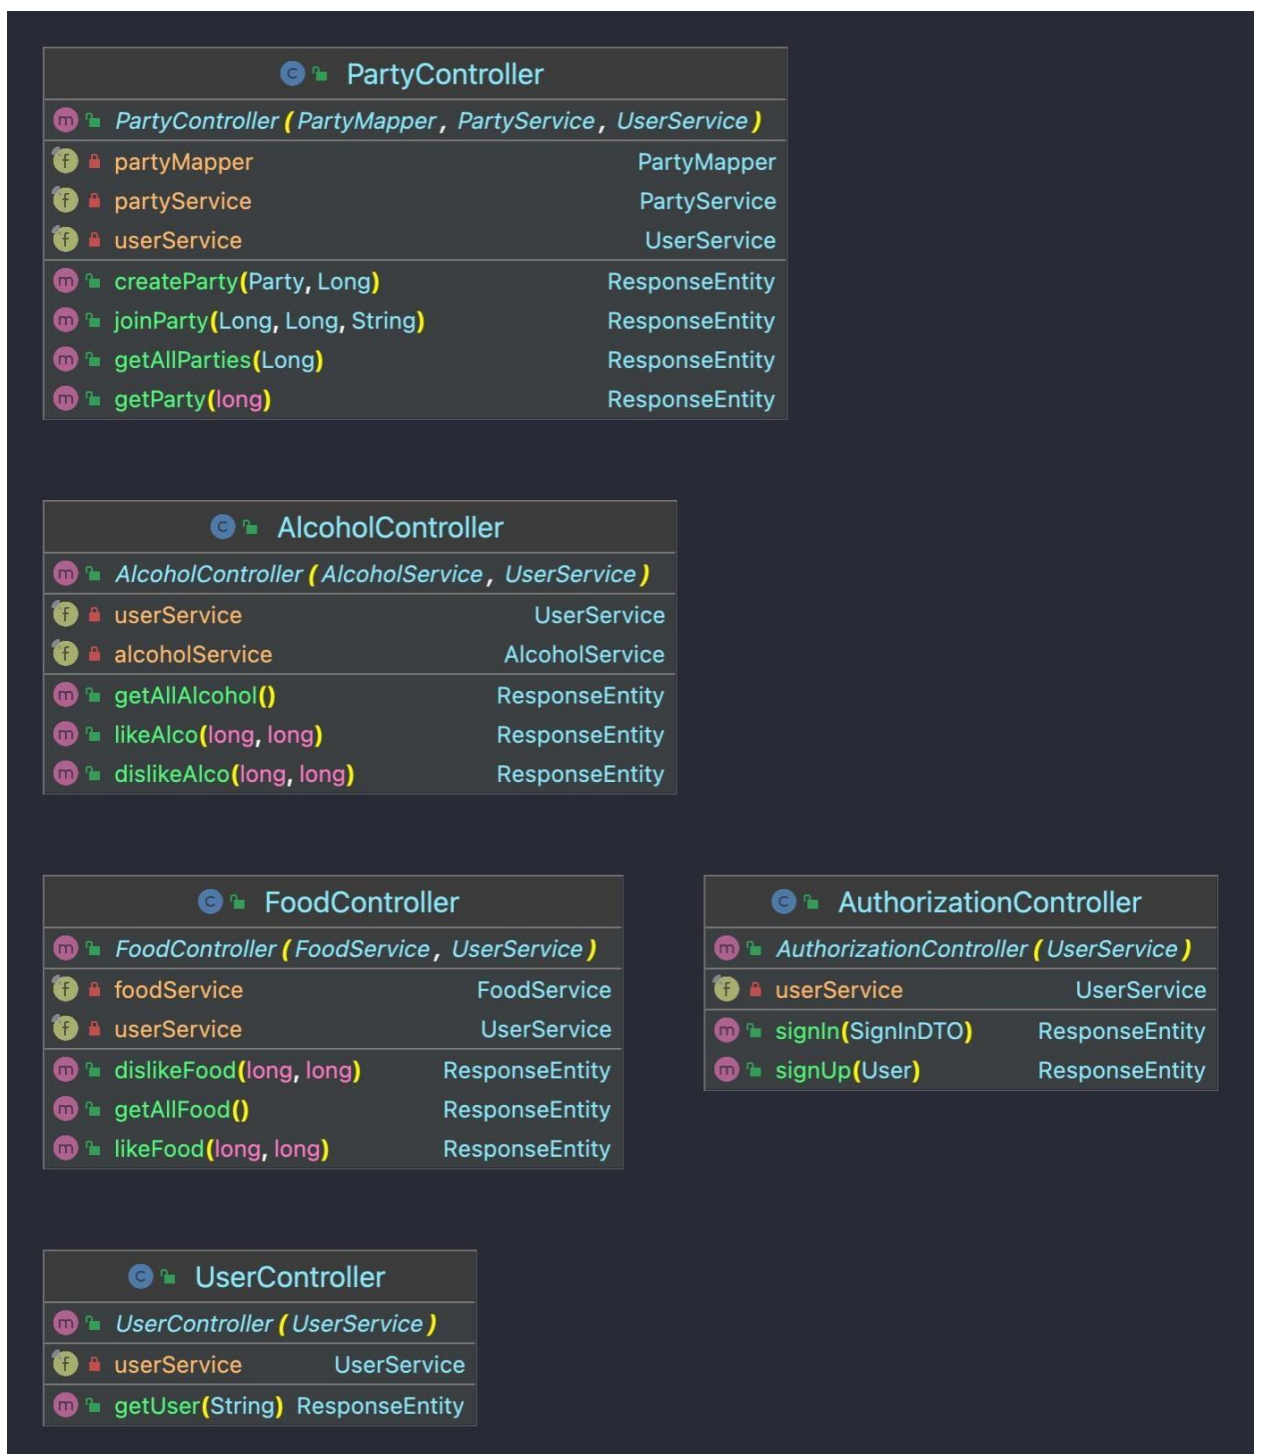 PartyController
PartyController(PartyMapper, PartyService, UserService)
partyMapper PartyMapper
partyService PartyService
userService UserService
createParty(Party, Long) ResponseEntity
joinParty(Long, Long, String) ResponseEntity
getAllParties(Long) ResponseEntity
getParty(long) ResponseEntity
AlcoholController
AlcoholController(AlcoholService, UserService)
userService UserService
alcoholService AlcoholService
getAllAlcohol() ResponseEntity
likeAlco(long, long) ResponseEntity
dislikeAlco(long, long) ResponseEntity
FoodController
FoodController(FoodService, UserService)
foodService FoodService
userService UserService
dislikeFood(long, long) ResponseEntity
getAllFood() ResponseEntity
likeFood(long, long) ResponseEntity
AuthorizationController
AuthorizationController(UserService)
userService UserService
signIn(SignInDTO) ResponseEntity
signUp(User) ResponseEntity
UserController
UserController(UserService)
userService UserService
getUser(String) ResponseEntity